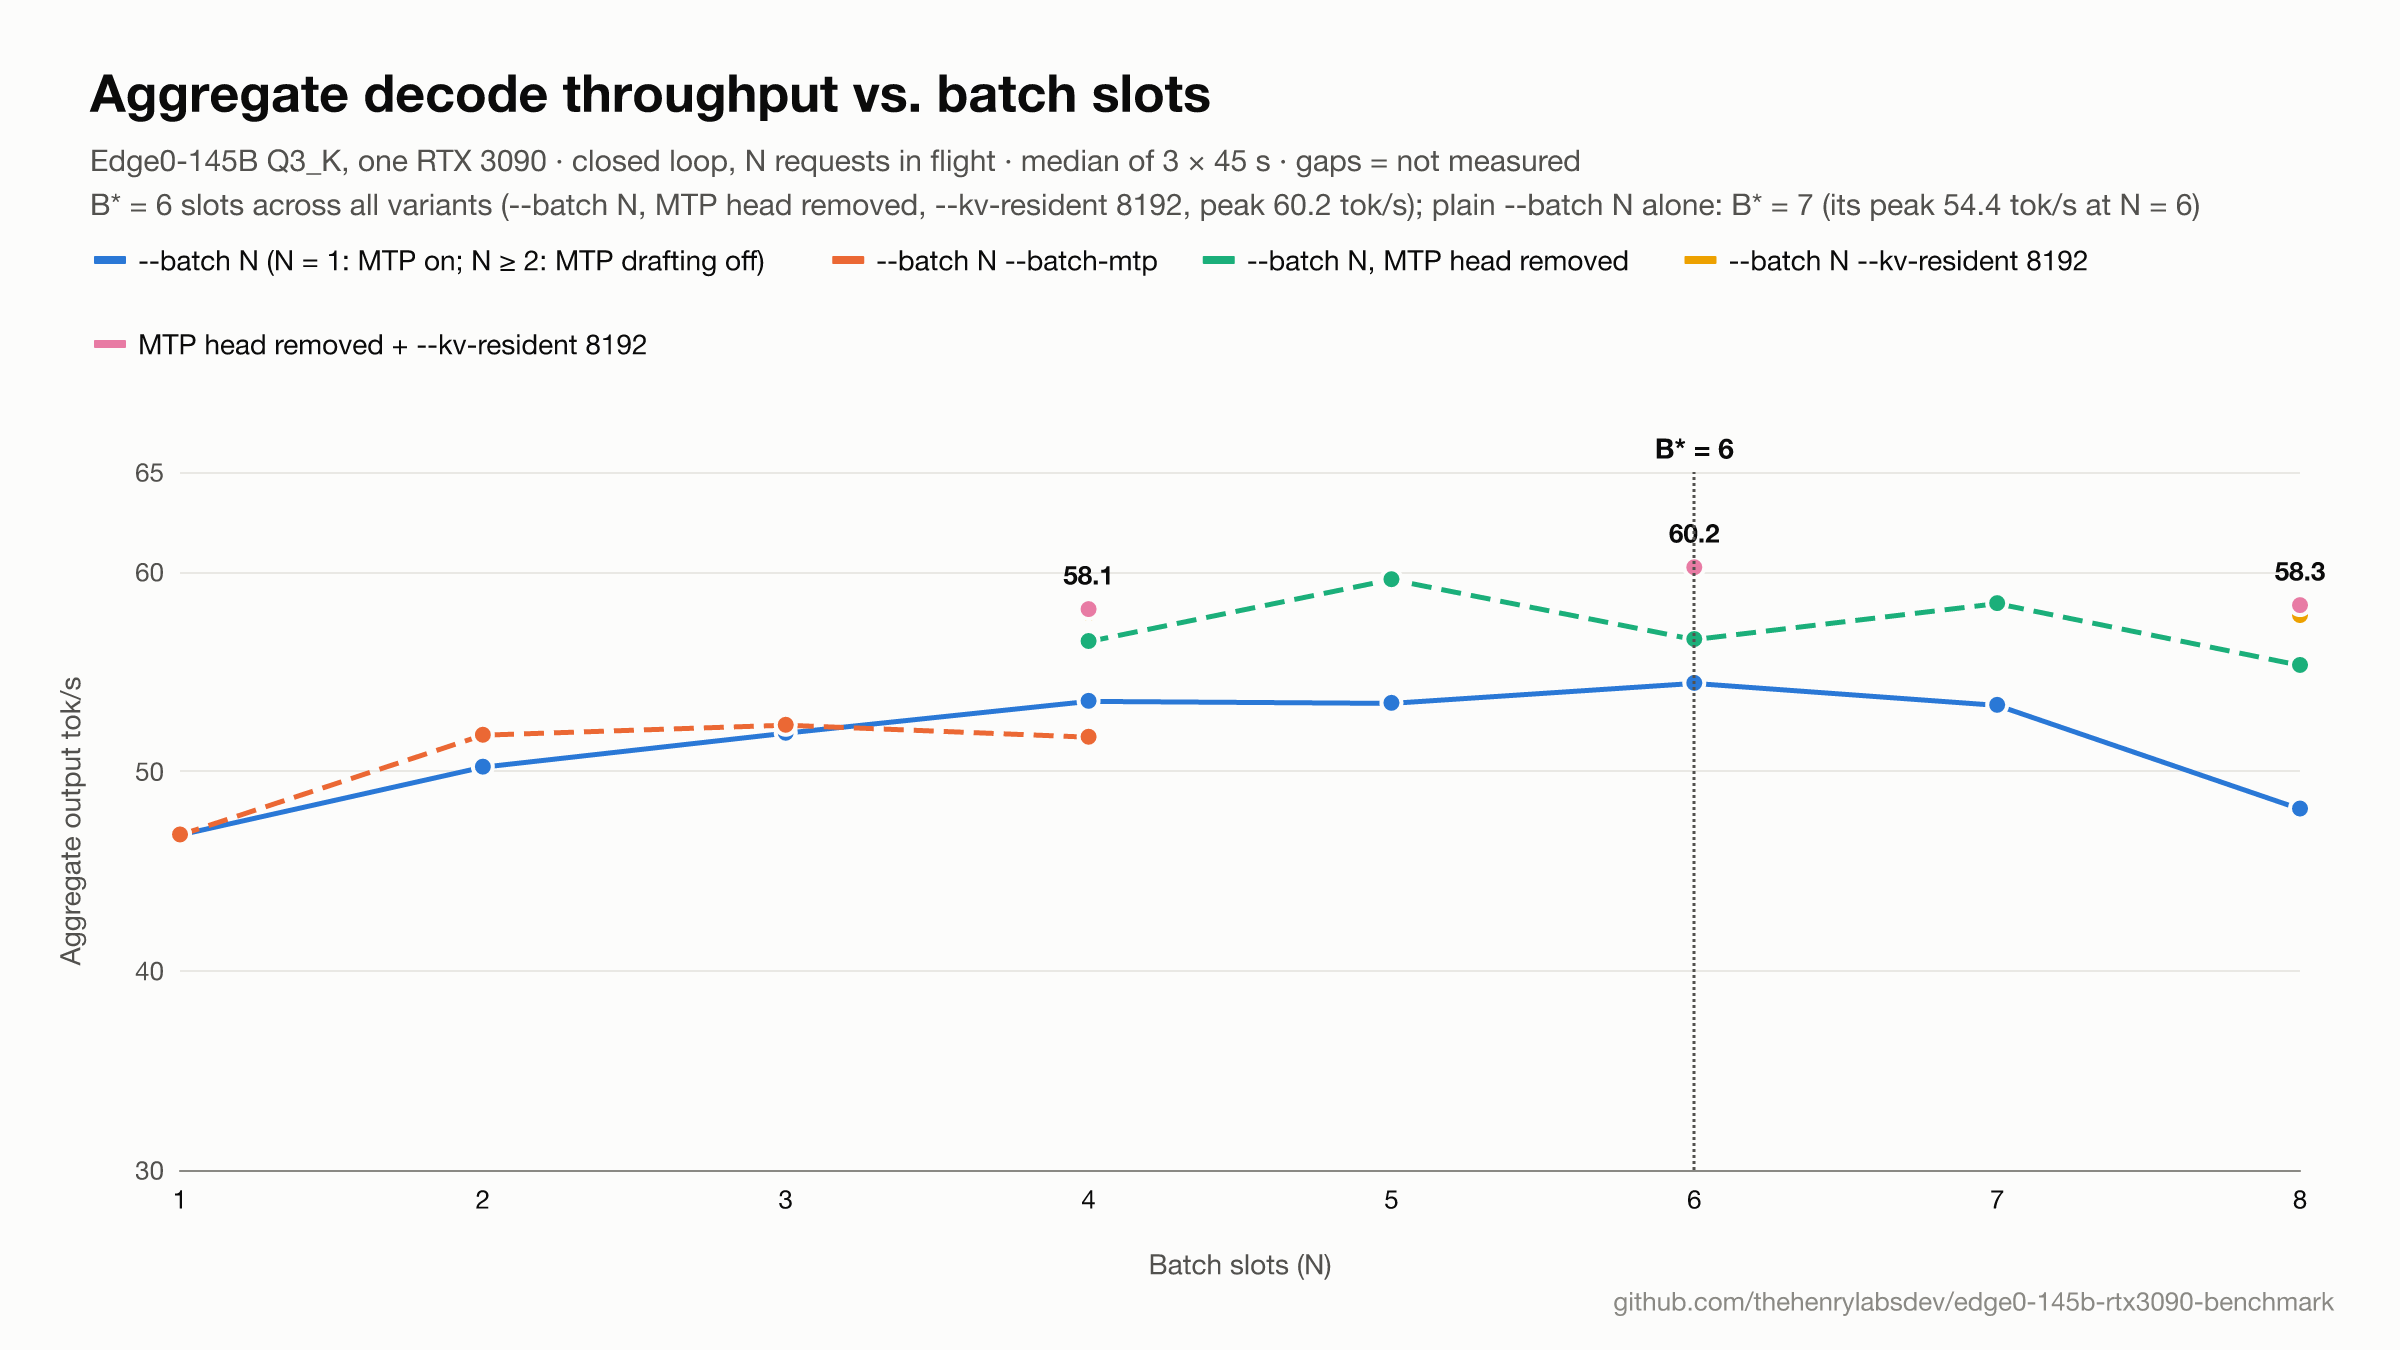 Aggregate decode throughput vs. batch slots
Edge0-145B Q3_K, one RTX 3090 · closed loop, N requests in flight · median of 3 × 45 s · gaps = not measured
B* = 6 slots across all variants (--batch N, MTP head removed, --kv-resident 8192, peak 60.2 tok/s); plain --batch N alone: B* = 7 (its peak 54.4 tok/s at N = 6)
--batch N (N = 1: MTP on; N ≥ 2: MTP drafting off) --batch N --batch-mtp --batch N, MTP head removed --batch N --kv-resident 8192
MTP head removed + --kv-resident 8192
B* = 6
65
60.2
60
58.1
58.3
50
40
30
Aggregate output tok/s
1 2 3 4 5 6 7 8
Batch slots (N)
github.com/thehenrylabsdev/edge0-145b-rtx3090-benchmark